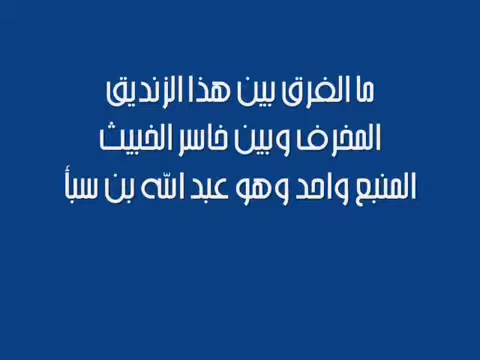 ما الفرق بين هذا الزنديق
المخرف وبين خاسر الخبيث
المنبع واحد وهو عبد الله بن سبأ